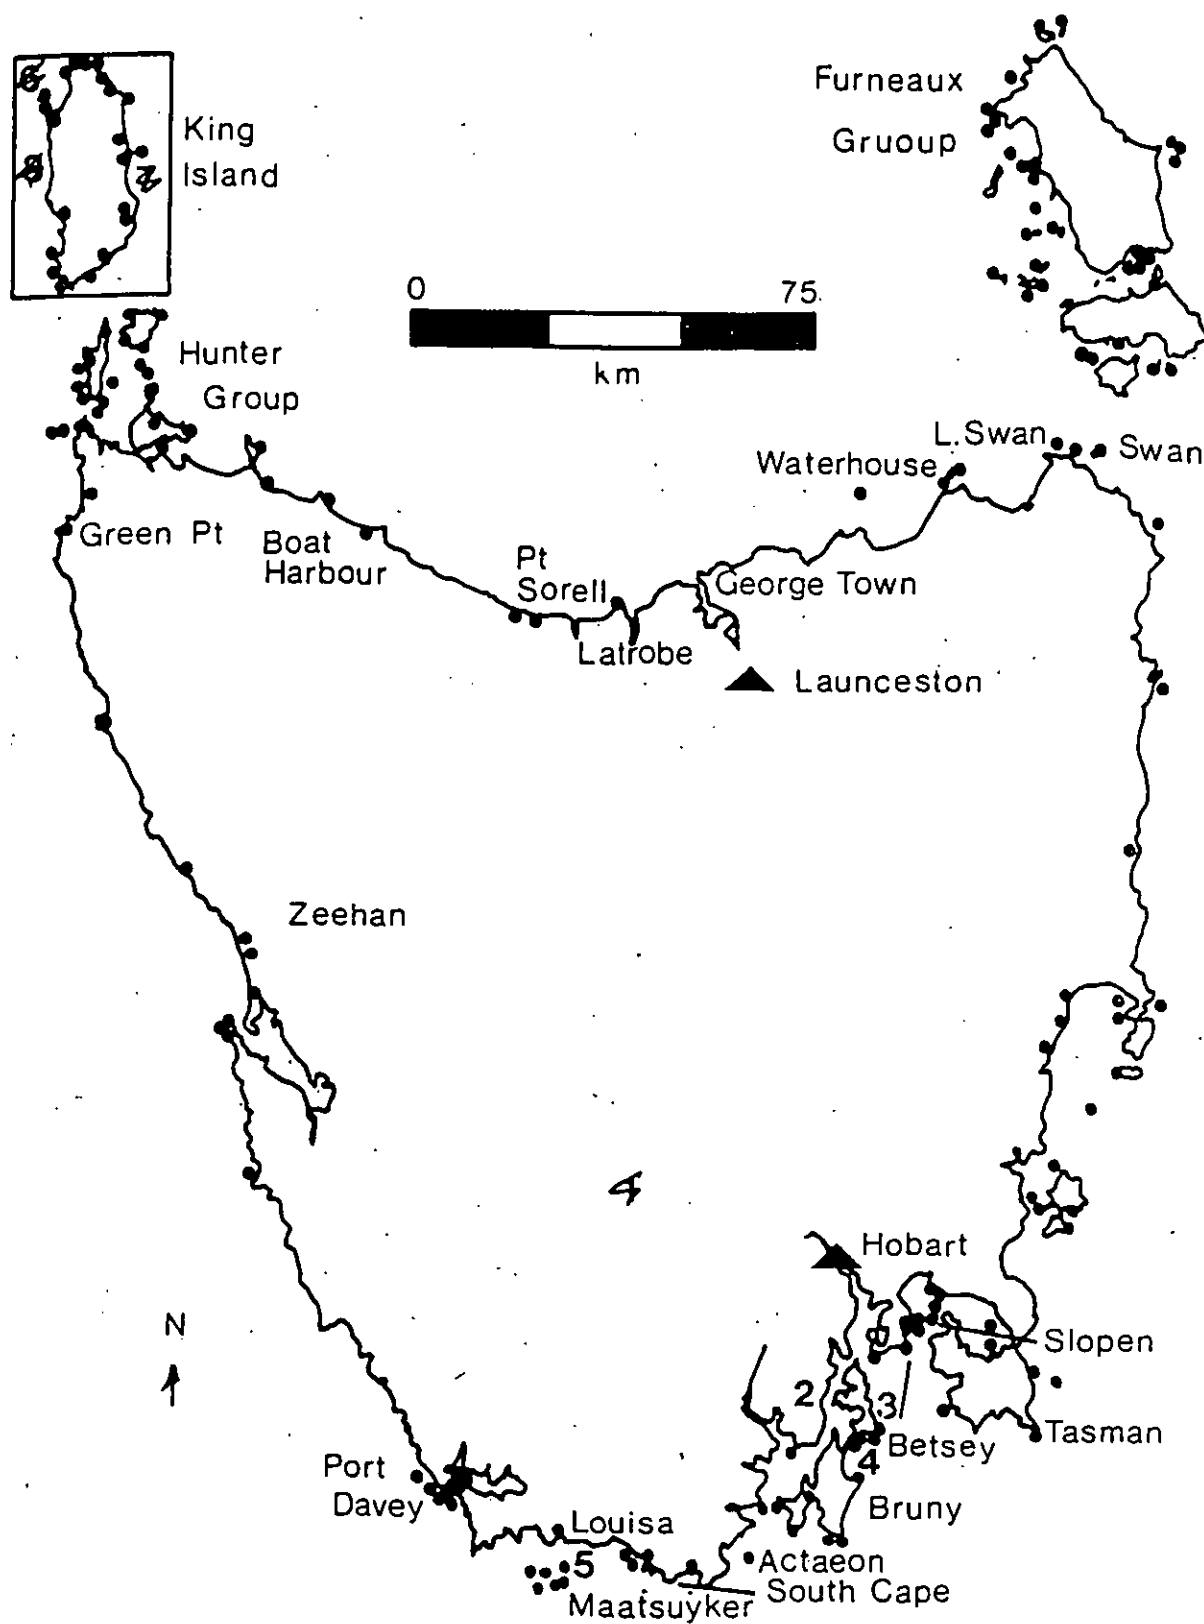 King
Island
Furneaux
Gruoup
0 75
km
Hunter
Group
L.Swan
Swan
Waterhouse
Green Pt
Boat
Harbour
Pt
Sorell
George Town
Latrobe
Launceston
Zeehan
4
Hobart
N
Slopen
2
3
Betsey
Tasman
4
Bruny
Port
Davey
Louisa
5
Actaeon
South Cape
Maatsuyker